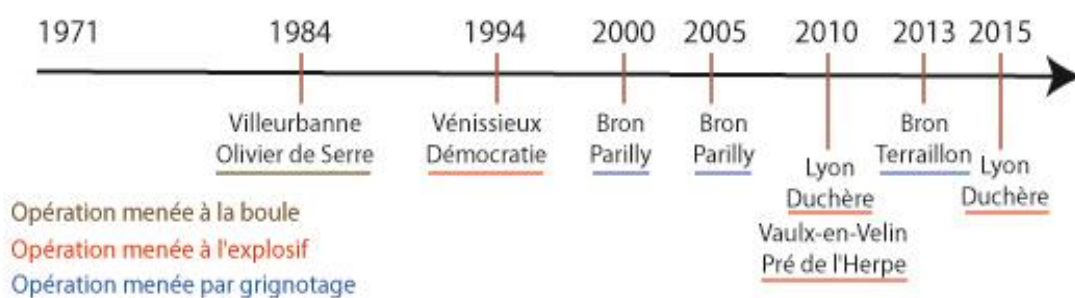 1971 1984 1994 2000 2005 2010 2013 2015
Villeurbanne
Olivier de Serre
Vénissieux
Démocratie
Bron
Parilly
Bron
Parilly
Lyon
Duchère
Vaulx-en-Velin
Pré de l'Herpe
Bron
Terraillon
Lyon
Duchère
Opération menée à la boule
Opération menée à l'explosif
Opération menée par grignotage